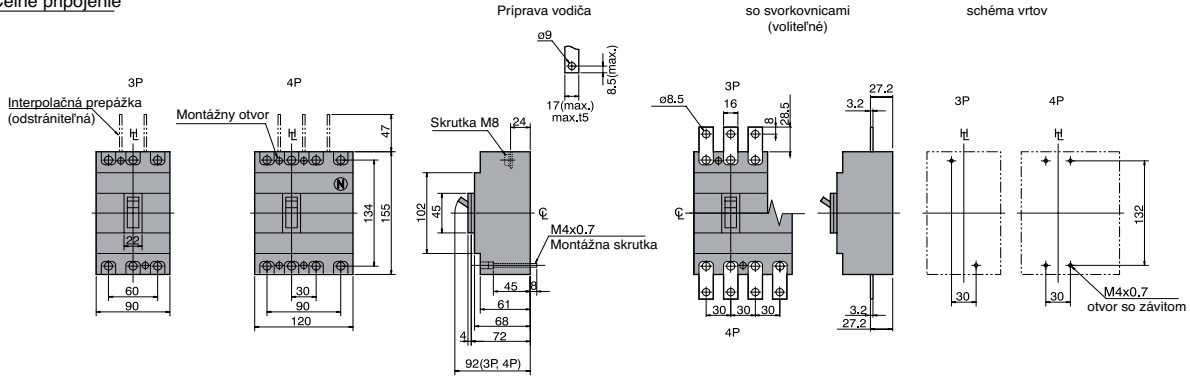 Čelné pripojenie
Príprava vodiča
so svorkovnicami
(voliteľné)
schéma vrtov
ø9
8.5(max.)
17(max.)
max.t5
3P
4P
Interpolačná prepážka
(odstrániteľná)
Montážny otvor
H
L
H
L
N
47
134
155
22
60
90
30
90
120
Skrutka M8
24
102
45
C
L
M4x0.7
Montážna skrutka
45
8
61
68
4
72
92(3P, 4P)
3P
ø8.5
16
8
28.5
C
L
30
30
30
4P
27.2
3.2
3.2
27.2
3P
4P
H
L
H
L
132
30
30
M4x0.7
otvor so závitom